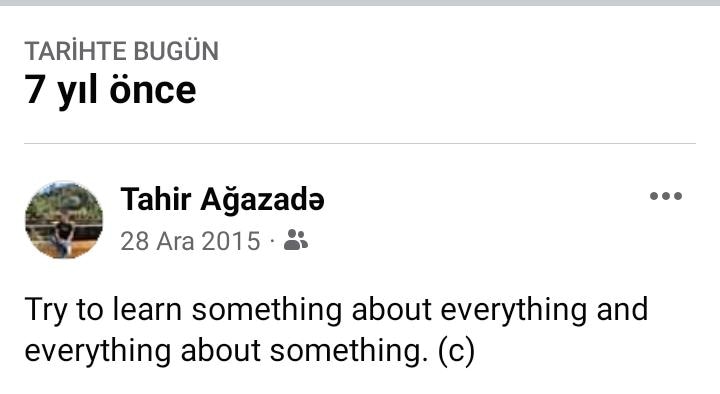 TARİHTE BUGÜN
7 yıl önce
Tahir Ağazadə
28 Ara 2015 ·
Try to learn something about everything and
everything about something. (c)